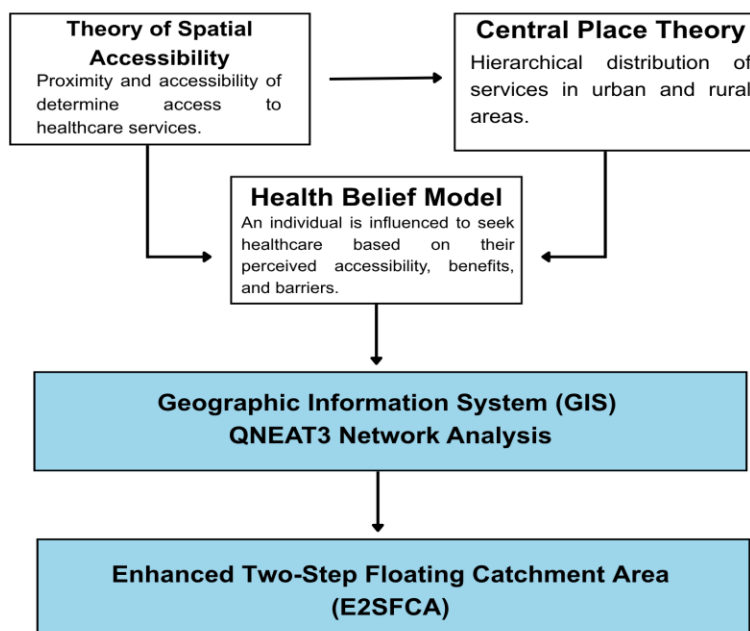 Theory of Spatial
Accessibility
Proximity and accessibility of
determine access to
healthcare services.
Central Place Theory
Hierarchical distribution of
services in urban and rural
areas.
Health Belief Model
An individual is influenced to seek
healthcare based on their
perceived accessibility, benefits,
and barriers.
Geographic Information System (GIS)
QNEAT3 Network Analysis
Enhanced Two-Step Floating Catchment Area
(E2SFCA)